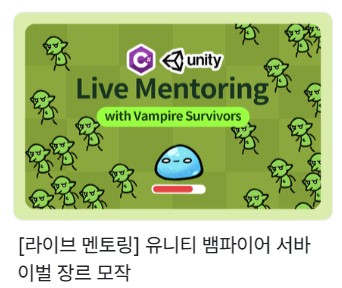 C# unity
Live Mentoring
with Vampire Survivors
[라이브 멘토링] 유니티 뱀파이어 서바
이벌 장르 모작